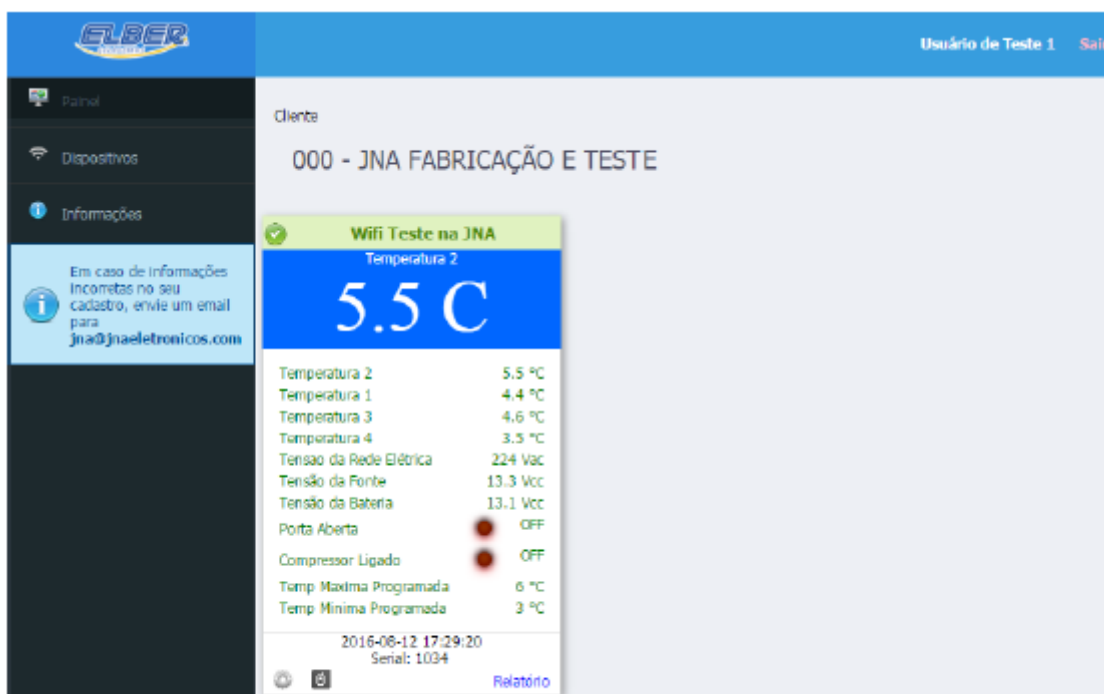 ELBER
Usuário de Teste 1 Sair
Painel
Dispositivos
Informações
Em caso de informações
incorretas no seu
cadastro, envie um email
para
jna@jnaeletronicos.com
Cliente
000 - JNA FABRICAÇÃO E TESTE
Wifi Teste na JNA
Temperatura 2
5.5 C
Temperatura 2 5.5 °C
Temperatura 1 4.4 °C
Temperatura 3 4.6 °C
Temperatura 4 3.5 °C
Tensao da Rede Elétrica 224 Vac
Tensão da Fonte 13.3 Vcc
Tensão da Bateria 13.1 Vcc
Porta Aberta OFF
Compressor Ligado OFF
Temp Maxima Programada 6 °C
Temp Minima Programada 3 °C
2016-08-12 17:29:20
Serial: 1034
Relatório